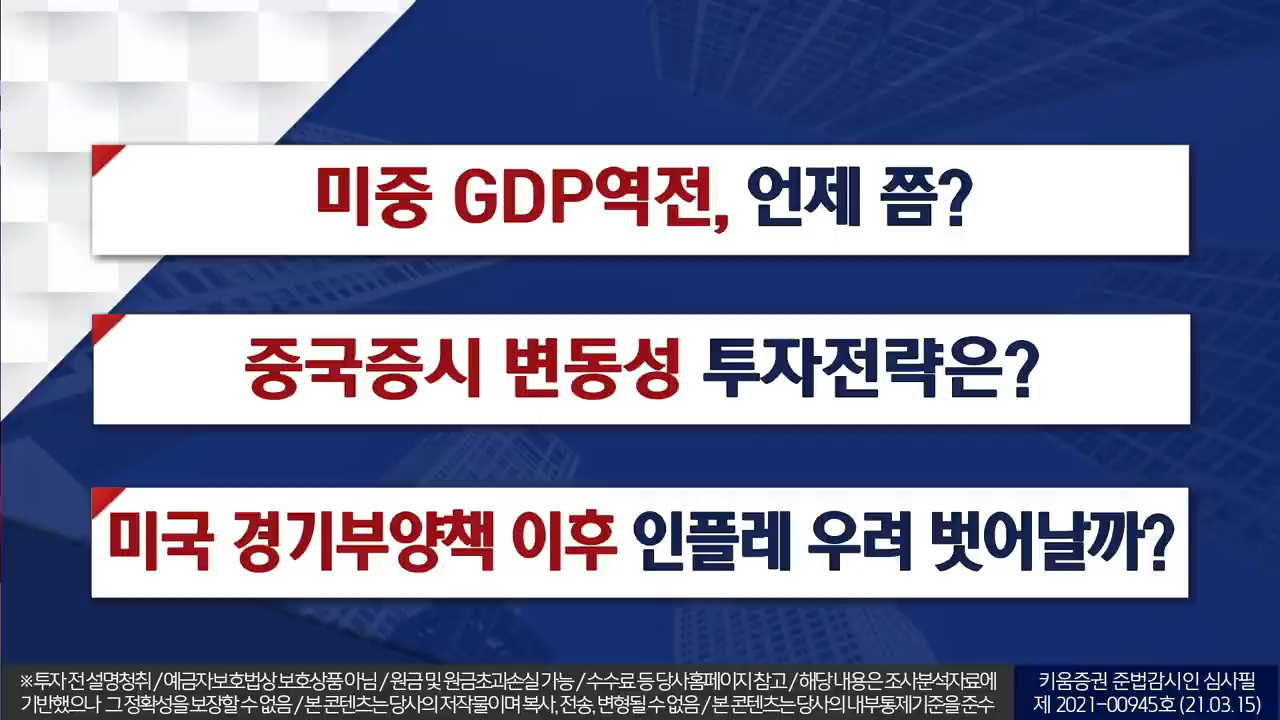 미중 GDP역전, 언제 쯤?
중국증시 변동성 투자전략은?
미국 경기부양책 이후 인플레 우려 벗어날까?
※ 투자 전 설명청취 / 예금자보호법상 보호상품 아님 / 원금 및 원금초과손실 가능 / 수수료 등 당사홈페이지 참고 / 해당 내용은 조사분석자료에
기반했으나 그 정확성을 보장할 수 없음 / 본 콘텐츠는 당사의 저작물이며 복사, 전송, 변형될 수 없음 / 본 콘텐츠는 당사의 내부통제기준을 준수
키움증권 준법감시인 심사필
제 2021-00945호 (21.03.15)